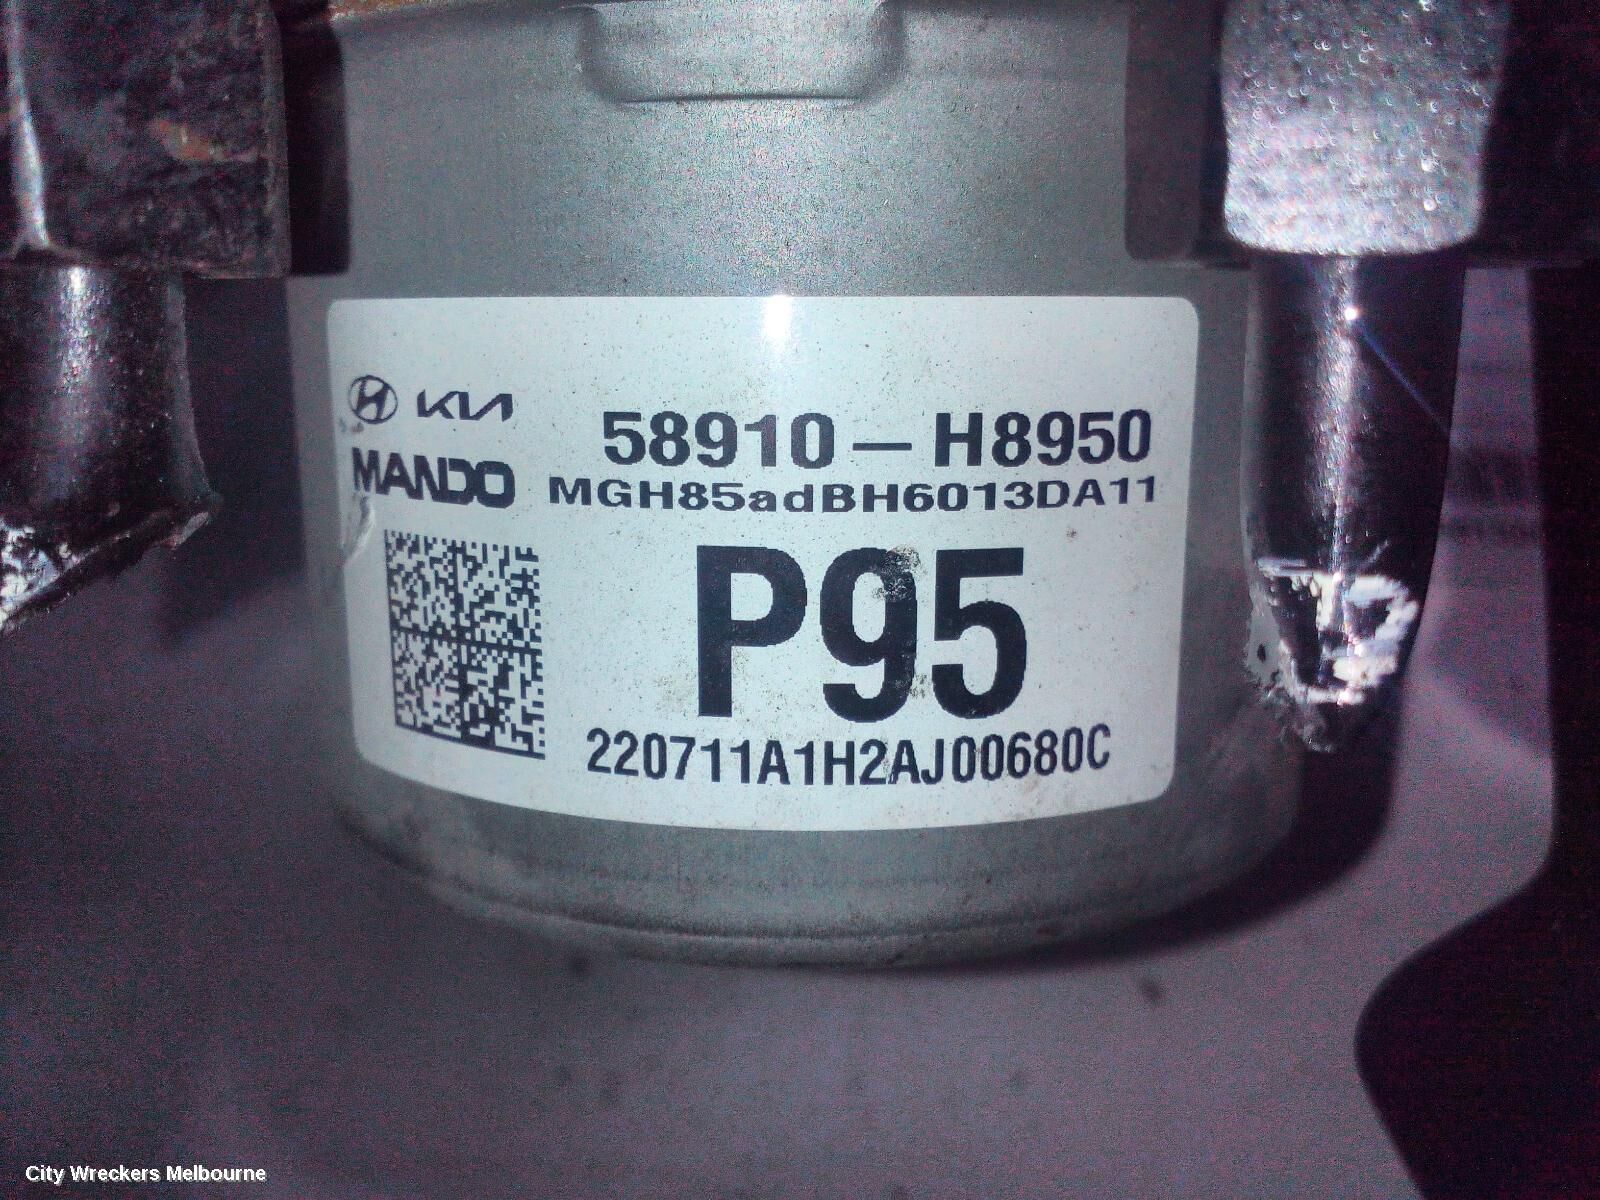 KIA
58910 – H8950
MANDO
MGH85adBH6013DA11
P95
220711A1H2AJ00680C
City Wreckers Melbourne